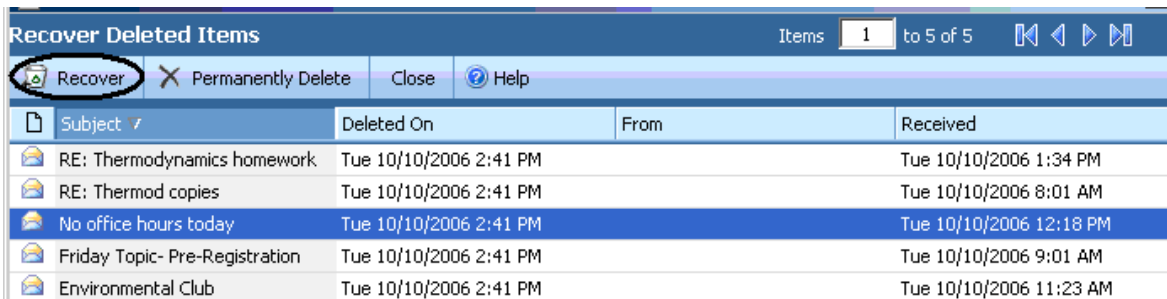 Recover Deleted Items Items 1 to 5 of 5
Recover Permanently Delete Close Help
Subject Deleted On From Received
RE: Thermodynamics homework Tue 10/10/2006 2:41 PM Tue 10/10/2006 1:34 PM
RE: Thermod copies Tue 10/10/2006 2:41 PM Tue 10/10/2006 8:01 AM
No office hours today Tue 10/10/2006 2:41 PM Tue 10/10/2006 12:18 PM
Friday Topic- Pre-Registration Tue 10/10/2006 2:41 PM Tue 10/10/2006 9:01 AM
Environmental Club Tue 10/10/2006 2:41 PM Tue 10/10/2006 11:23 AM